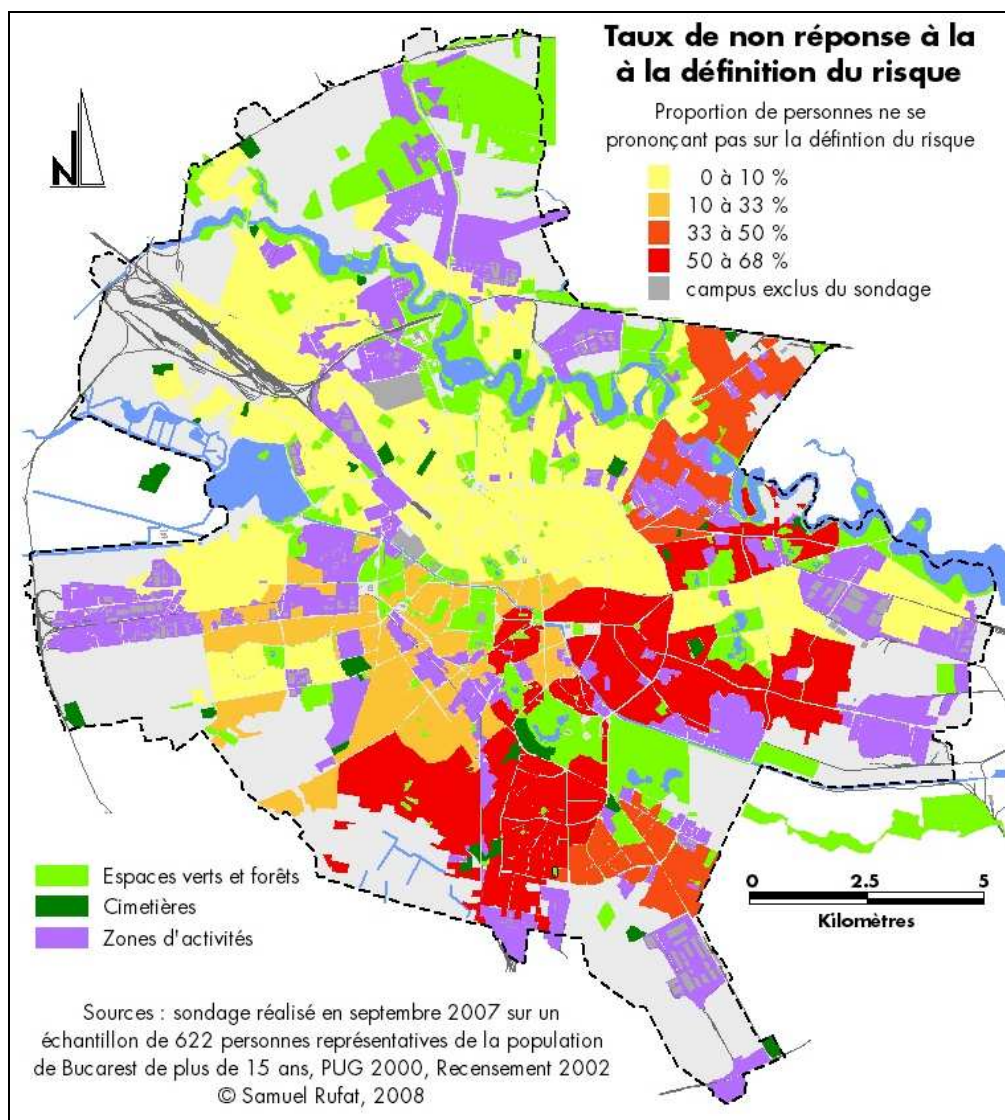 Taux de non réponse à la
à la définition du risque
Proportion de personnes ne se
prononçant pas sur la défintion du risque
0 à 10 %
10 à 33 %
33 à 50 %
50 à 68 %
campus exclus du sondage
N
Espaces verts et forêts
Cimetières
Zones d'activités
0 2.5 5
Kilomètres
Sources : sondage réalisé en septembre 2007 sur un
échantillon de 622 personnes représentatives de la population
de Bucarest de plus de 15 ans, PUG 2000, Recensement 2002
© Samuel Rufat, 2008